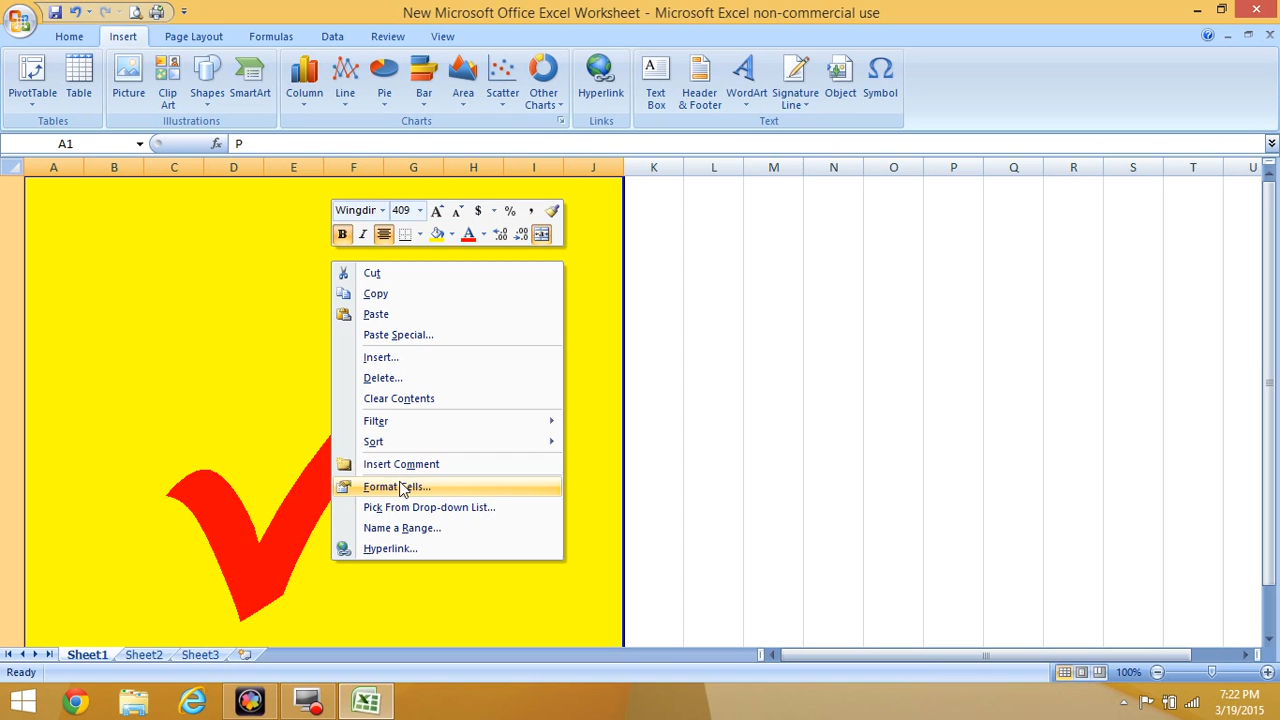 New Microsoft Office Excel Worksheet - Microsoft Excel non-commercial use
Home Insert Page Layout Formulas Data Review View
PivotTable Table Picture Clip Art Shapes SmartArt Column Line Pie Bar Area Scatter Other Charts Hyperlink Text Box Header & Footer WordArt Signature Line Object Symbol
Tables Illustrations Charts Links Text
A1 fx P
A B C D E F G H I J K L M N O P Q R S T U
Wingdin 409 A A $ % ,
B I A .00 .00
Cut
Copy
Paste
Paste Special...
Insert...
Delete...
Clear Contents
Filter
Sort
Insert Comment
Format Cells...
Pick From Drop-down List...
Name a Range...
Hyperlink...
Sheet1 Sheet2 Sheet3
Ready 100%
7:22 PM
3/19/2015